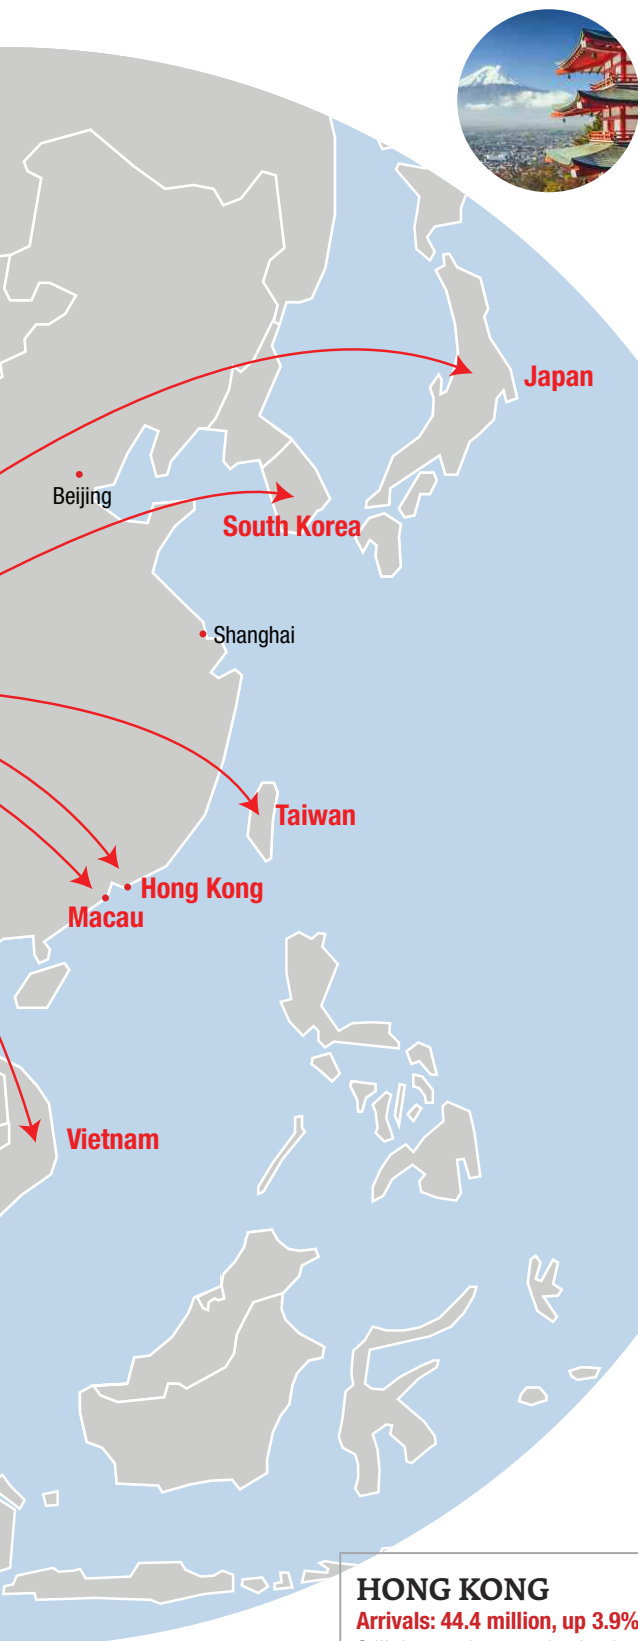 Japan
Beijing
South Korea
Shanghai
Taiwan
Hong Kong
Macau
Vietnam
HONG KONG
Arrivals: 44.4 million, up 3.9%